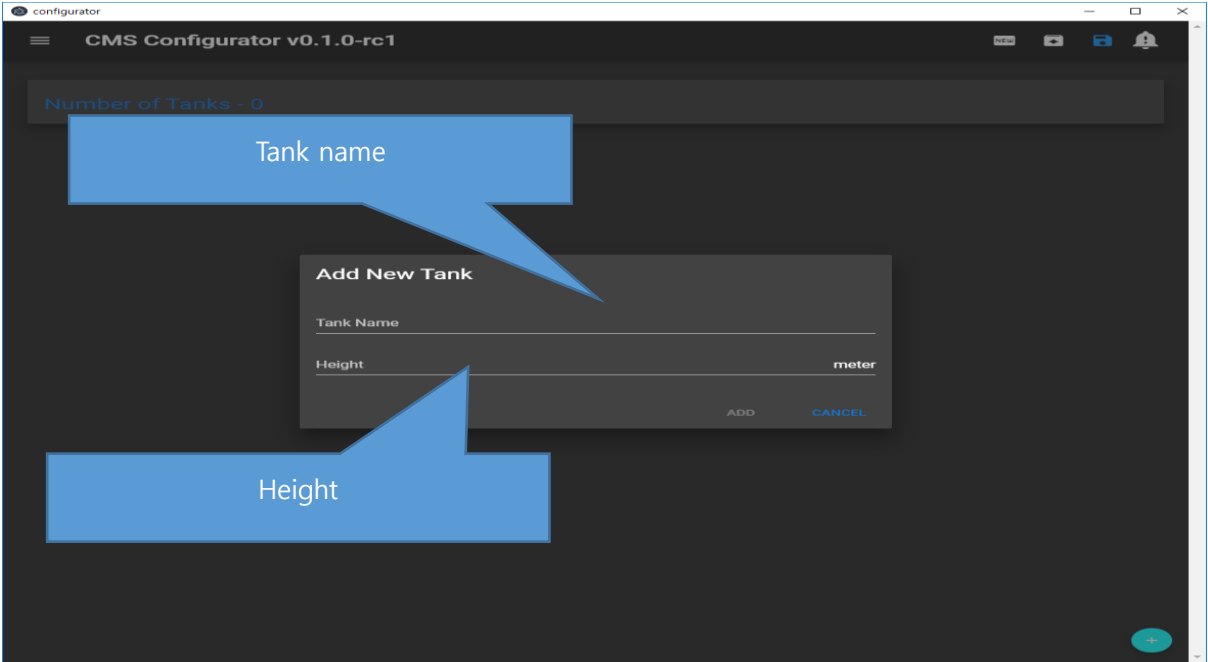 configurator
CMS Configurator v0.1.0-rc1
NEW
Number of Tanks - 0
Tank name
Add New Tank
Tank Name
Height
meter
ADD
CANCEL
Height